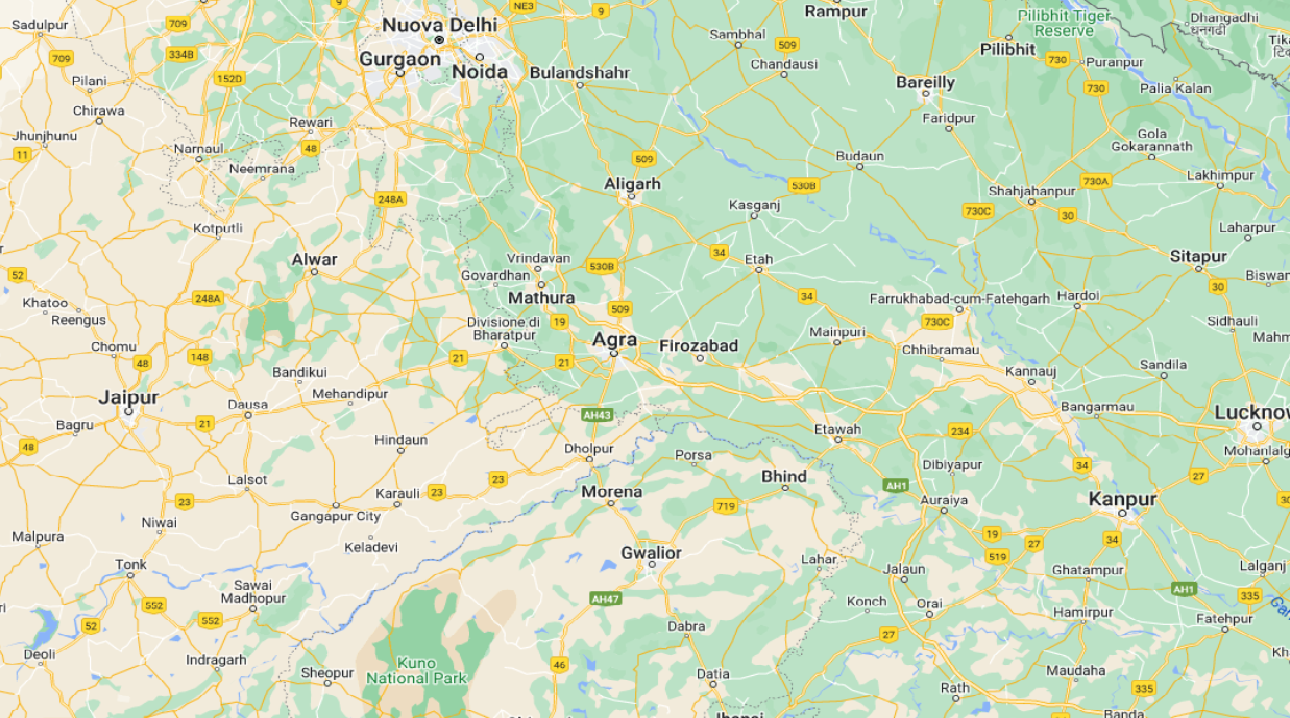 Sadulpur
709
9
Nuova Delhi
NE3
9
Rampur
Pilibhit Tiger
Reserve
Dhangadhi
709
334B
Gurgaon
Noida
Bulandshahr
Sambhal
509
Chandausi
Pilibhit
730
Puranpur
Pilani
152D
Bareilly
730
Palia Kalan
Chirawa
Rewari
Faridpur
Jhunjhunu
11
Narnaul
48
Neemrana
509
Budaun
Gola
Gokarannath
Aligarh
530B
730A
Lakhimpur
248A
Kasganj
Shahjahanpur
730C
30
Kotputli
Laharpur
52
Alwar
Vrindavan
Govardhan
530B
34
Etah
Sitapur
Mathura
248A
Khatoo
Reengus
509
34
Farrukhabad-cum-Fatehgarh
Hardoi
30
Divisione di
Bharatpur
19
730C
Sidhauli
Chomu
48
14B
21
21
Agra
Firozabad
Mainpuri
Chhibramau
Bandikui
Kannauj
Sandila
Jaipur
Mehandipur
Dausa
AH43
Bangarmau
Bagru
21
Etawah
234
48
Hindaun
Dholpur
Porsa
Dibiyapur
34
Mohanlalg
27
Lalsot
23
23
Bhind
AH1
23
Karauli
Morena
719
Auraiya
Kanpur
Gangapur City
Niwai
19
27
34
Malpura
Keladevi
Gwalior
519
Tonk
Lahar
Jalaun
Ghatampur
Lalganj
Sawai
Madhopur
552
AH47
AH1
335
552
Konch
Orai
Hamirpur
52
Dabra
27
Fatehpur
Deoli
Indragarh
Sheopur
Kuno
National Park
46
Datia
Rath
Maudaha
335
Banda